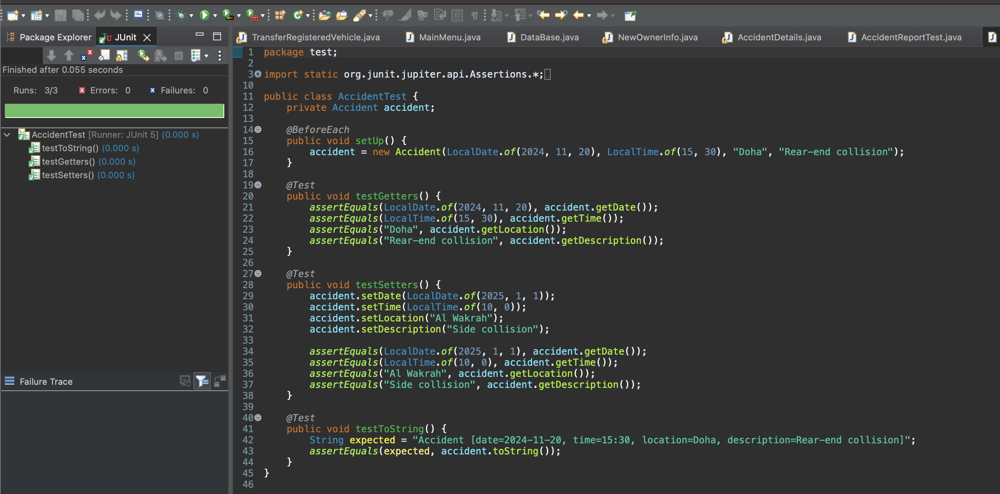 Package Explorer
JUnit
Finished after 0.055 seconds
Runs: 3/3 Errors: 0 Failures: 0
AccidentTest [Runner: JUnit 5] (0.000 s)
testToString() (0.000 s)
testGetters() (0.000 s)
testSetters() (0.000 s)
Failure Trace
TransferRegisteredVehicle.java
MainMenu.java
DataBase.java
NewOwnerInfo.java
AccidentDetails.java
AccidentReportTest.java
1 package test;
2
3 import static org.junit.jupiter.api.Assertions.*;
10
11 public class AccidentTest {
12     private Accident accident;
13
14     @BeforeEach
15     public void setUp() {
16         accident = new Accident(LocalDate.of(2024, 11, 20), LocalTime.of(15, 30), "Doha", "Rear-end collision");
17     }
18
19     @Test
20     public void testGetters() {
21         assertEquals(LocalDate.of(2024, 11, 20), accident.getDate());
22         assertEquals(LocalTime.of(15, 30), accident.getTime());
23         assertEquals("Doha", accident.getLocation());
24         assertEquals("Rear-end collision", accident.getDescription());
25     }
26
27     @Test
28     public void testSetters() {
29         accident.setDate(LocalDate.of(2025, 1, 1));
30         accident.setTime(LocalTime.of(10, 0));
31         accident.setLocation("Al Wakrah");
32         accident.setDescription("Side collision");
33
34         assertEquals(LocalDate.of(2025, 1, 1), accident.getDate());
35         assertEquals(LocalTime.of(10, 0), accident.getTime());
36         assertEquals("Al Wakrah", accident.getLocation());
37         assertEquals("Side collision", accident.getDescription());
38     }
39
40     @Test
41     public void testToString() {
42         String expected = "Accident [date=2024-11-20, time=15:30, location=Doha, description=Rear-end collision]";
43         assertEquals(expected, accident.toString());
44     }
45 }
46